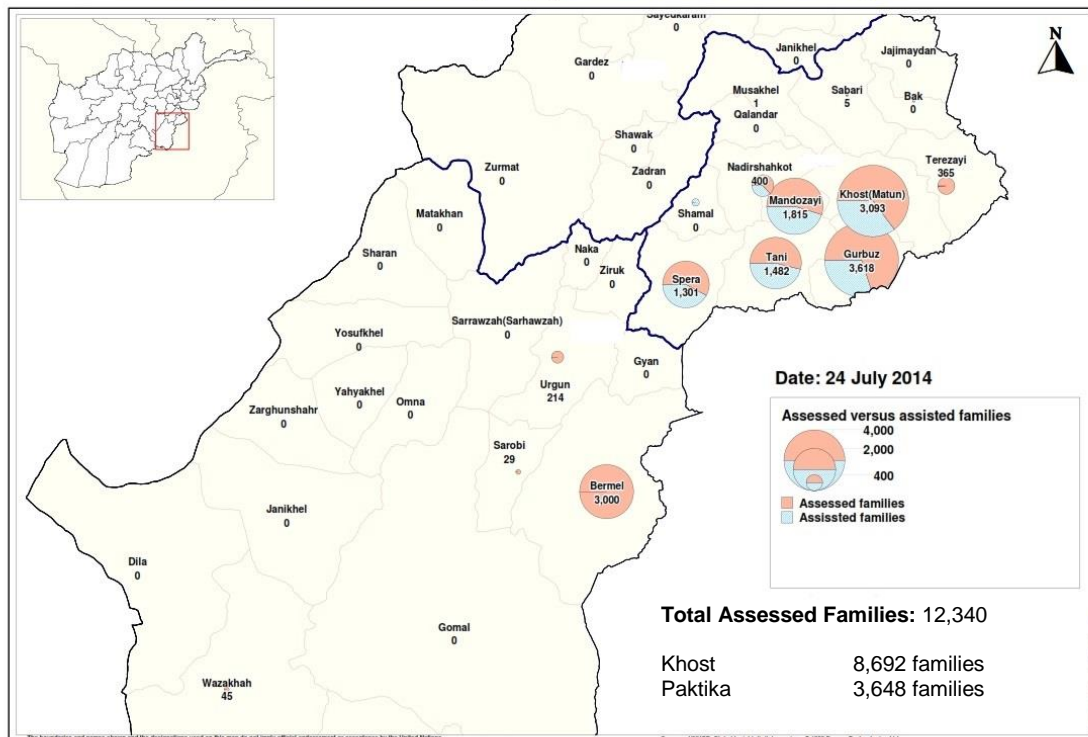 Sayedkaram
0
N
Janikhel
0
Jajimaydan
0
Gardez
0
Musakhel
1
Qalandar
0
Sabari
5
Bak
0
Shawak
0
Zadran
0
Zurmat
0
Nadirshahkot
400
Terezayi
365
Khost(Matun)
3,093
Mandozayi
1,815
Shamal
0
Matakhan
0
Sharan
0
Naka
0
Ziruk
0
Tani
1,482
Gurbuz
3,618
Spera
1,301
Sarrawzah(Sarhawzah)
0
Yosufkhel
0
Gyan
0
Urgun
214
Yahyakhel
0
Omna
0
Zarghunshahr
0
Date: 24 July 2014
Assessed versus assisted families
4,000
2,000
400
Assessed families
Assissted families
Sarobi
29
Bermel
3,000
Janikhel
0
Dila
0
Gomal
0
Wazakhah
45
Total Assessed Families: 12,340
Khost 8,692 families
Paktika 3,648 families